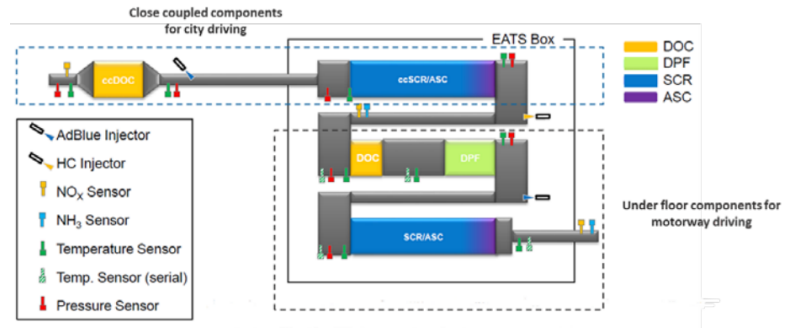 Close coupled components
for city driving
EATS Box
DOC
DPF
SCR
ASC
ccDOC
ccSCR/ASC
AdBlue Injector
HC Injector
NOX Sensor
NH3 Sensor
Temperature Sensor
Temp. Sensor (serial)
Pressure Sensor
DOC
DPF
SCR/ASC
Under floor components for
motorway driving